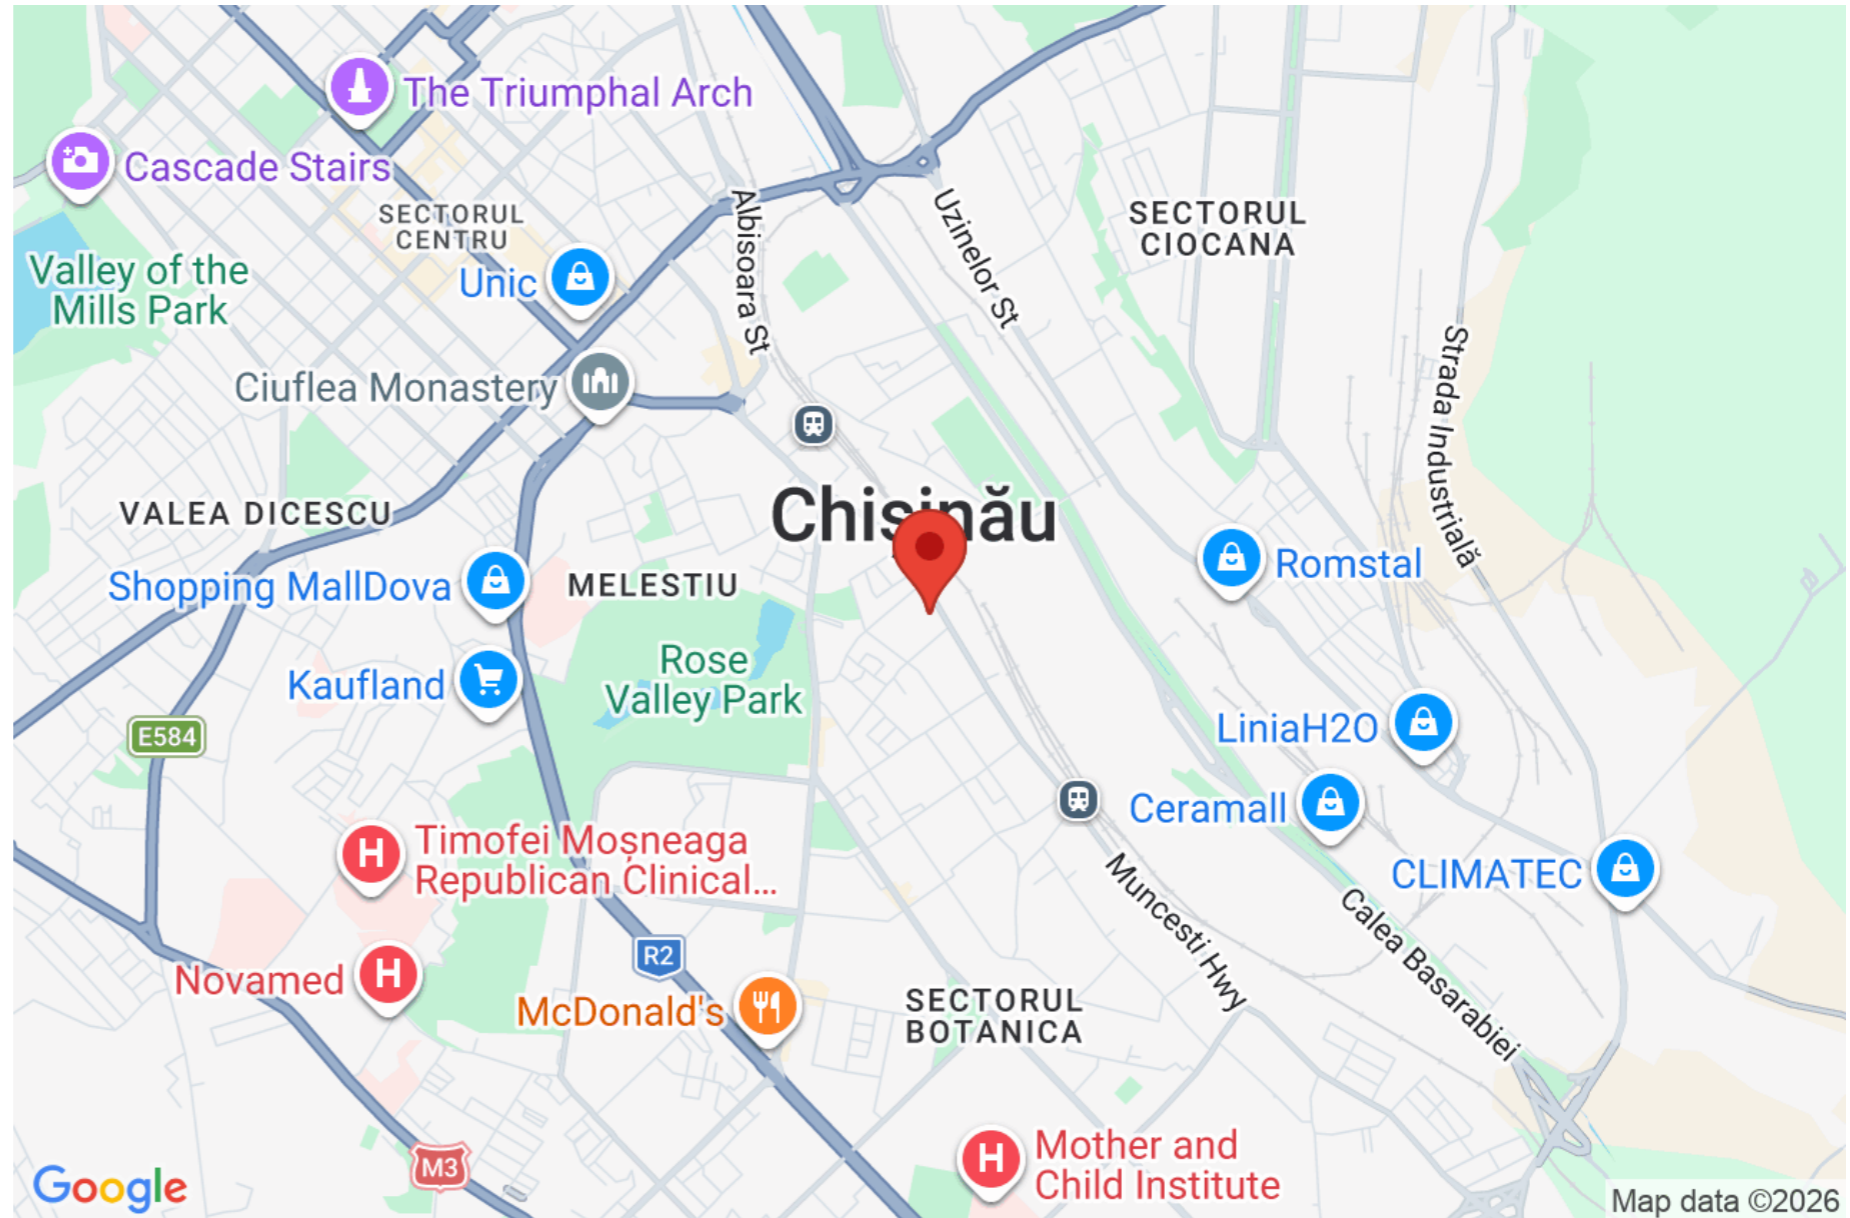 The Triumphal Arch
Cascade Stairs
SECTORUL
CENTRU
Albisoara St
Uzinelor St
SECTORUL
CIOCANA
Valley of the
Mills Park
Unic
Strada Industrială
Ciuflea Monastery
VALEA DICESCU
Chișinău
Shopping MallDova
MELESTIU
Romstal
Rose
Valley Park
Kaufland
E584
LiniaH2O
Ceramall
Timofei Moșneaga
Republican Clinical...
H
CLIMATEC
Muncesti Hwy
Calea Basarabiei
R2
Novamed
H
McDonald's
SECTORUL
BOTANICA
M3
H
Mother and
Child Institute
Google
Map data ©2026